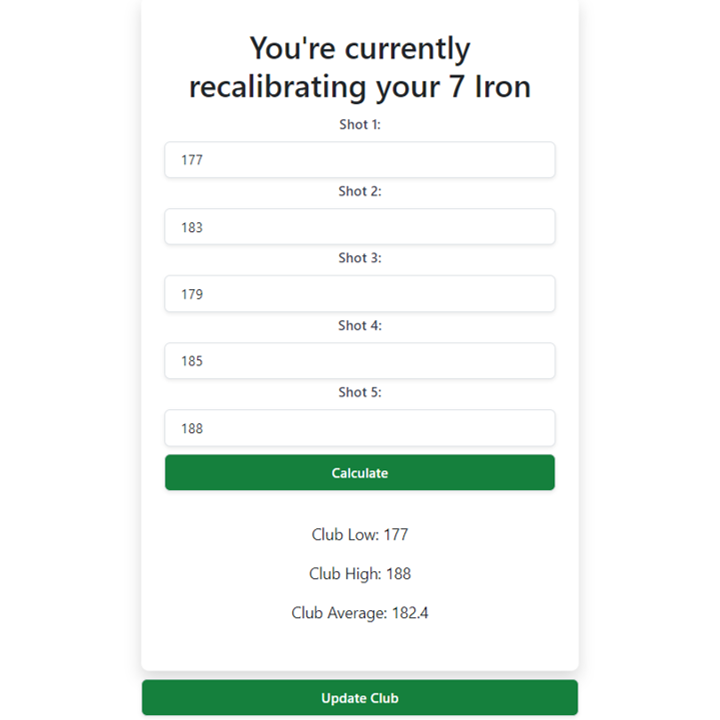 You're currently
recalibrating your 7 Iron
Shot 1:
177
Shot 2:
183
Shot 3:
179
Shot 4:
185
Shot 5:
188
Calculate
Club Low: 177
Club High: 188
Club Average: 182.4
Update Club